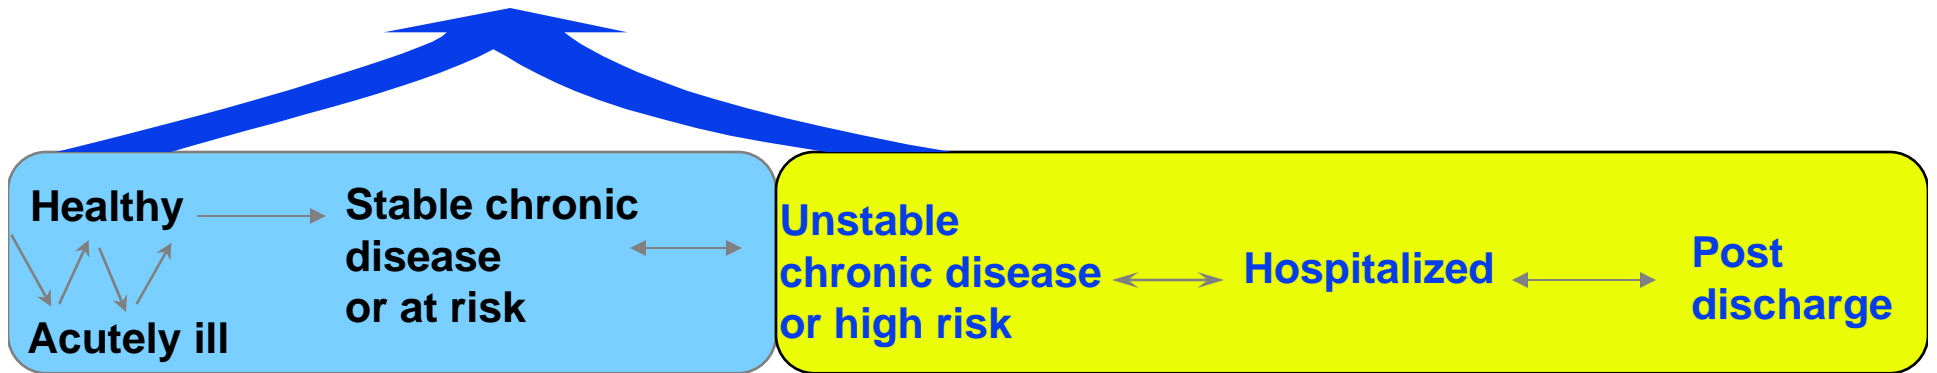 Healthy
Acutely ill
Stable chronic
disease
or at risk
Unstable
chronic disease
or high risk
Hospitalized
Post
discharge